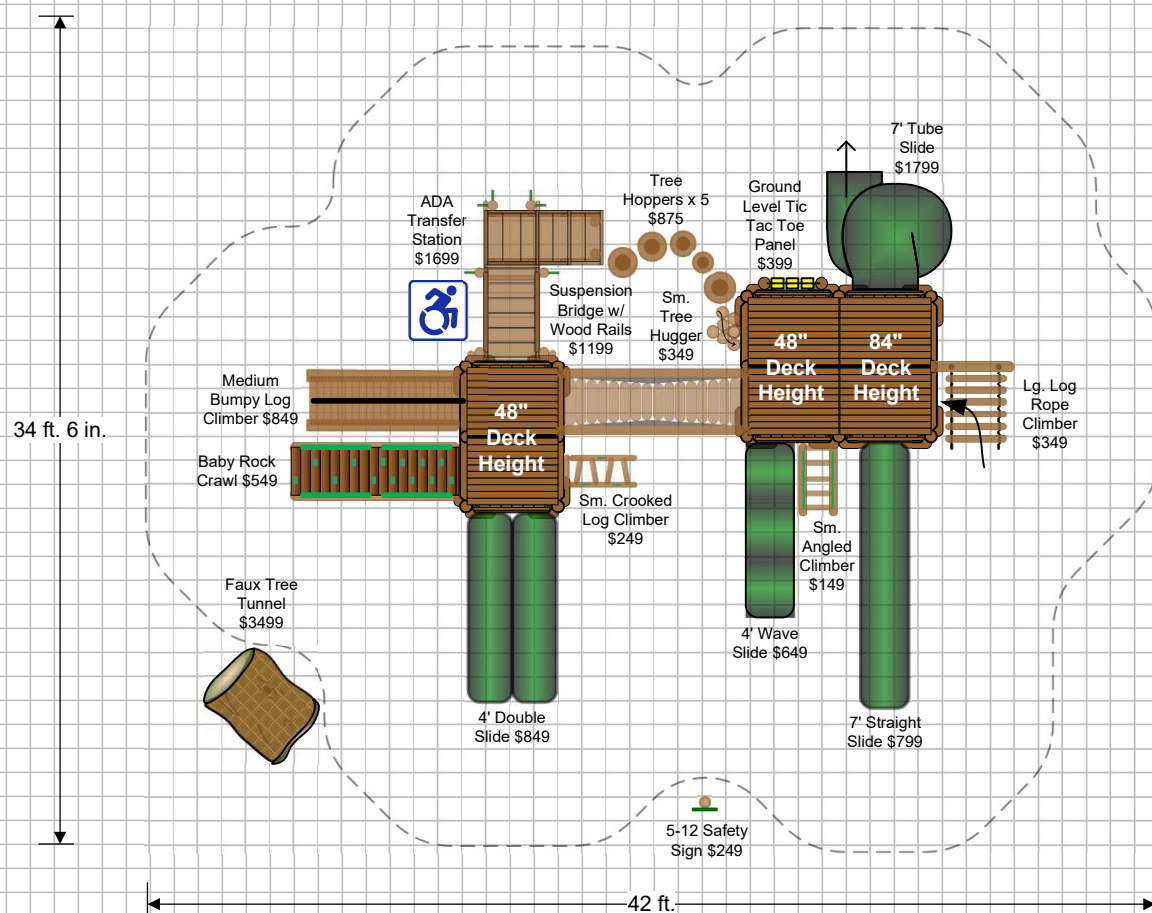 7' Tube
Slide
$1799
Tree
Hoppers x 5
$875
Ground
Level Tic
Tac Toe
Panel
$399
ADA
Transfer
Station
$1699
Suspension
Bridge w/
Wood Rails
$1199
Sm.
Tree
Hugger
$349
48"
Deck
Height
84"
Deck
Height
Medium
Bumpy Log
Climber $849
48"
Deck
Height
Lg. Log
Rope
Climber
$349
34 ft. 6 in.
Baby Rock
Crawl $549
Sm. Crooked
Log Climber
$249
Sm.
Angled
Climber
$149
Faux Tree
Tunnel
$3499
4' Wave
Slide $649
4' Double
Slide $849
7' Straight
Slide $799
5-12 Safety
Sign $249
42 ft.